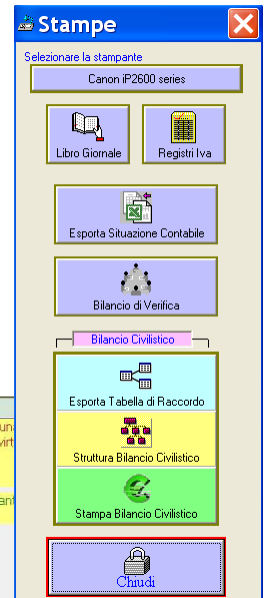 Stampe
Selezionare la stampante
Canon iP2600 series
Libro Giornale
Registri Iva
Esporta Situazione Contabile
Bilancio di Verifica
Bilancio Civilistico
Esporta Tabella di Raccordo
Struttura Bilancio Civilistico
Stampa Bilancio Civilistico
Chiudi